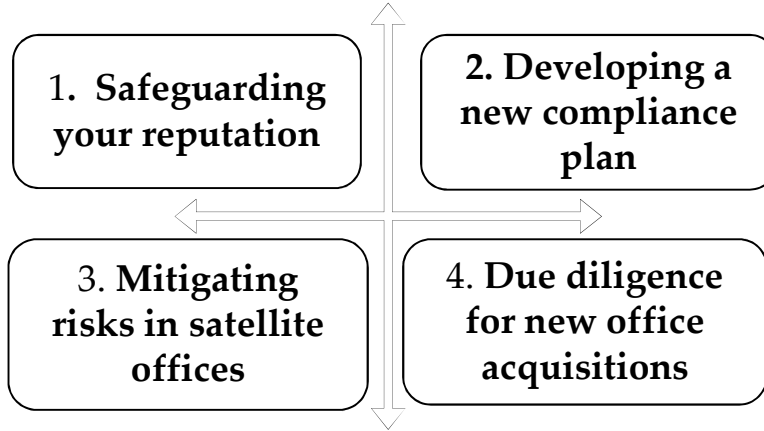 1. Safeguarding
your reputation
2. Developing a
new compliance
plan
3. Mitigating
risks in satellite
offices
4. Due diligence
for new office
acquisitions